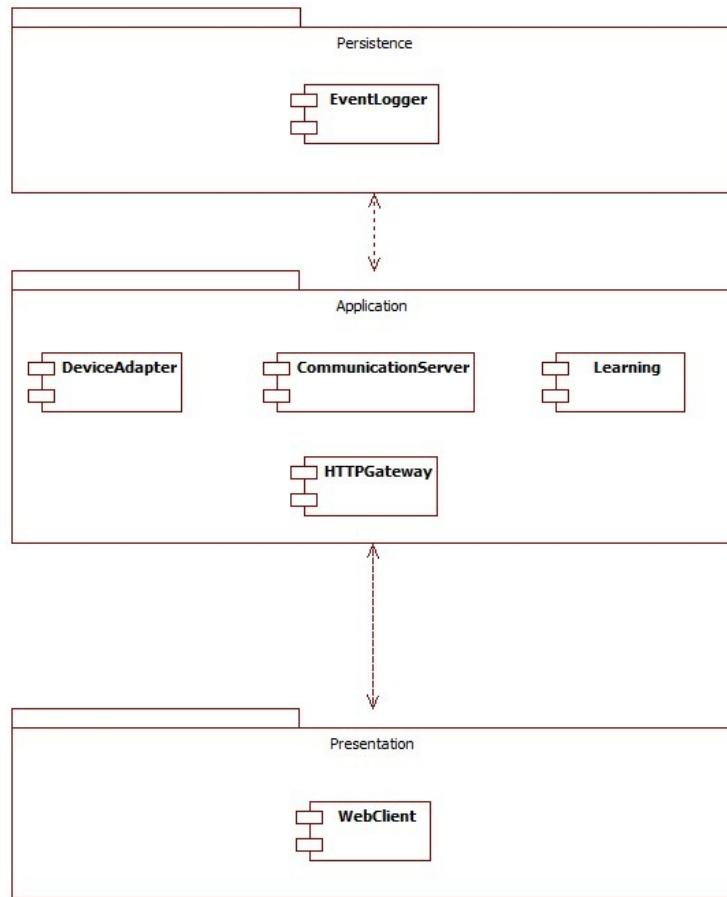 Persistence
EventLogger
Application
DeviceAdapter
CommunicationServer
Learning
HTTPGateway
Presentation
WebClient